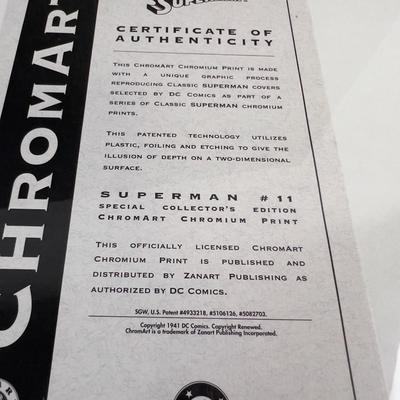 SUPERMAN
CERTIFICATE OF
AUTHENTICITY
THIS CHROMART CHROMIUM PRINT IS MADE
WITH A UNIQUE GRAPHIC PROCESS
REPRODUCING CLASSIC SUPERMAN COVERS
SELECTED BY DC COMICS AS PART OF A
SERIES OF CLASSIC SUPERMAN CHROMIUM
PRINTS.
THIS PATENTED TECHNOLOGY UTILIZES
PLASTIC, FOILING AND ETCHING TO GIVE THE
ILLUSION OF DEPTH ON A TWO-DIMENSIONAL
SURFACE.
SUPERMAN # 11
SPECIAL COLLECTOR'S EDITION
CHROMART CHROMIUM PRINT
THIS OFFICIALLY LICENSED CHROMART
CHROMIUM PRINT IS PUBLISHED AND
DISTRIBUTED BY ZANART PUBLISHING AS
AUTHORIZED BY DC COMICS.
SGW, U.S. Patent #4933218, #5106126, #5082703.
Copyright 1941 DC Comics. Copyright Renewed.
ChromArt is a trademark of Zanart Publishing Incorporated.
CHROMART